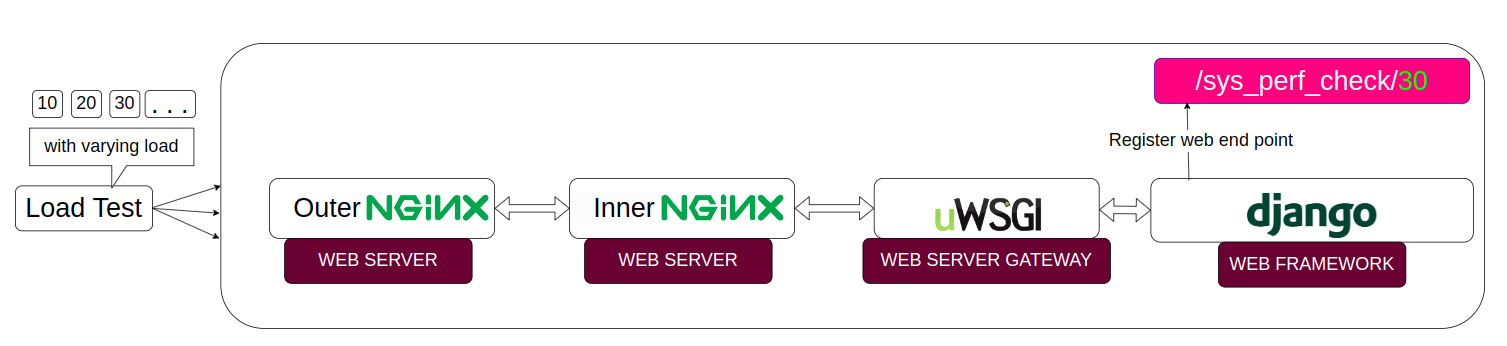 10 20 30 ...
with varying load
Load Test
/sys_perf_check/30
Register web end point
Outer NGINX
WEB SERVER
Inner NGINX
WEB SERVER
uWSGI
WEB SERVER GATEWAY
django
WEB FRAMEWORK